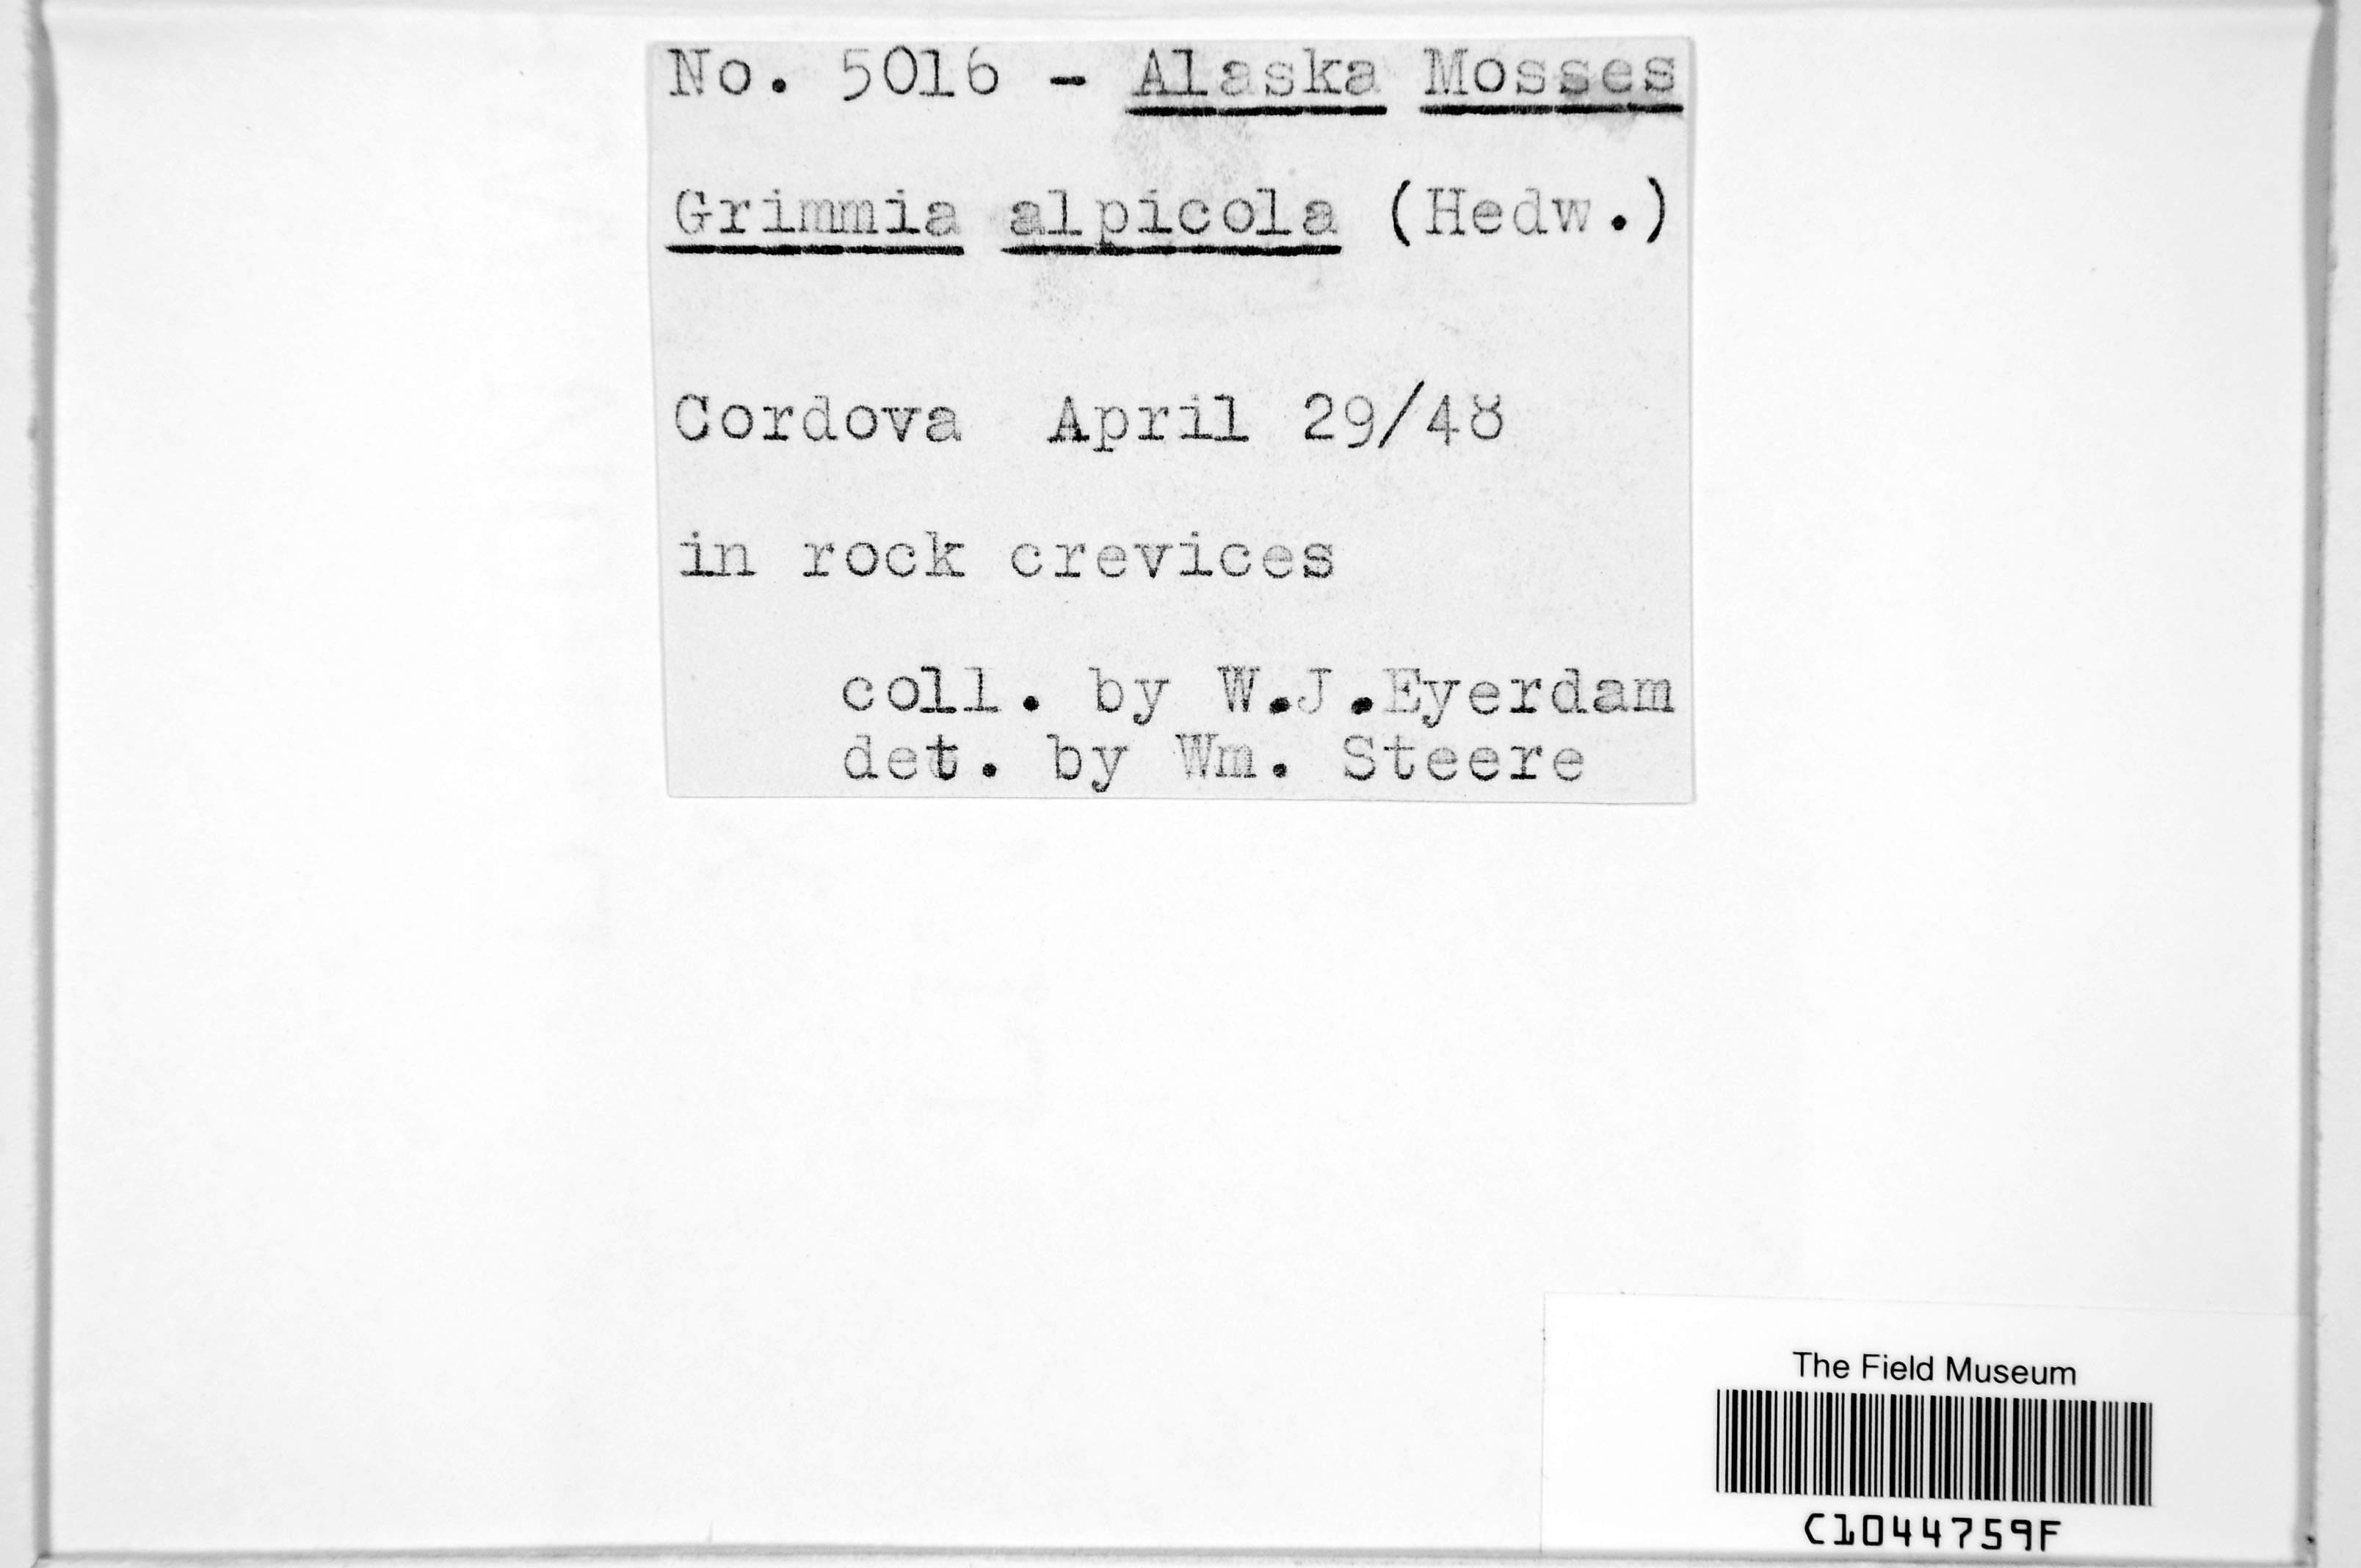 No. 5016 - Alaska Mosses
Grimmia alpicola (Hedw.)
Cordova April 29/48
in rock crevices
coll. by W.J.Eyerdam
det. by Wm. Steere
The Field Museum
C1044759F